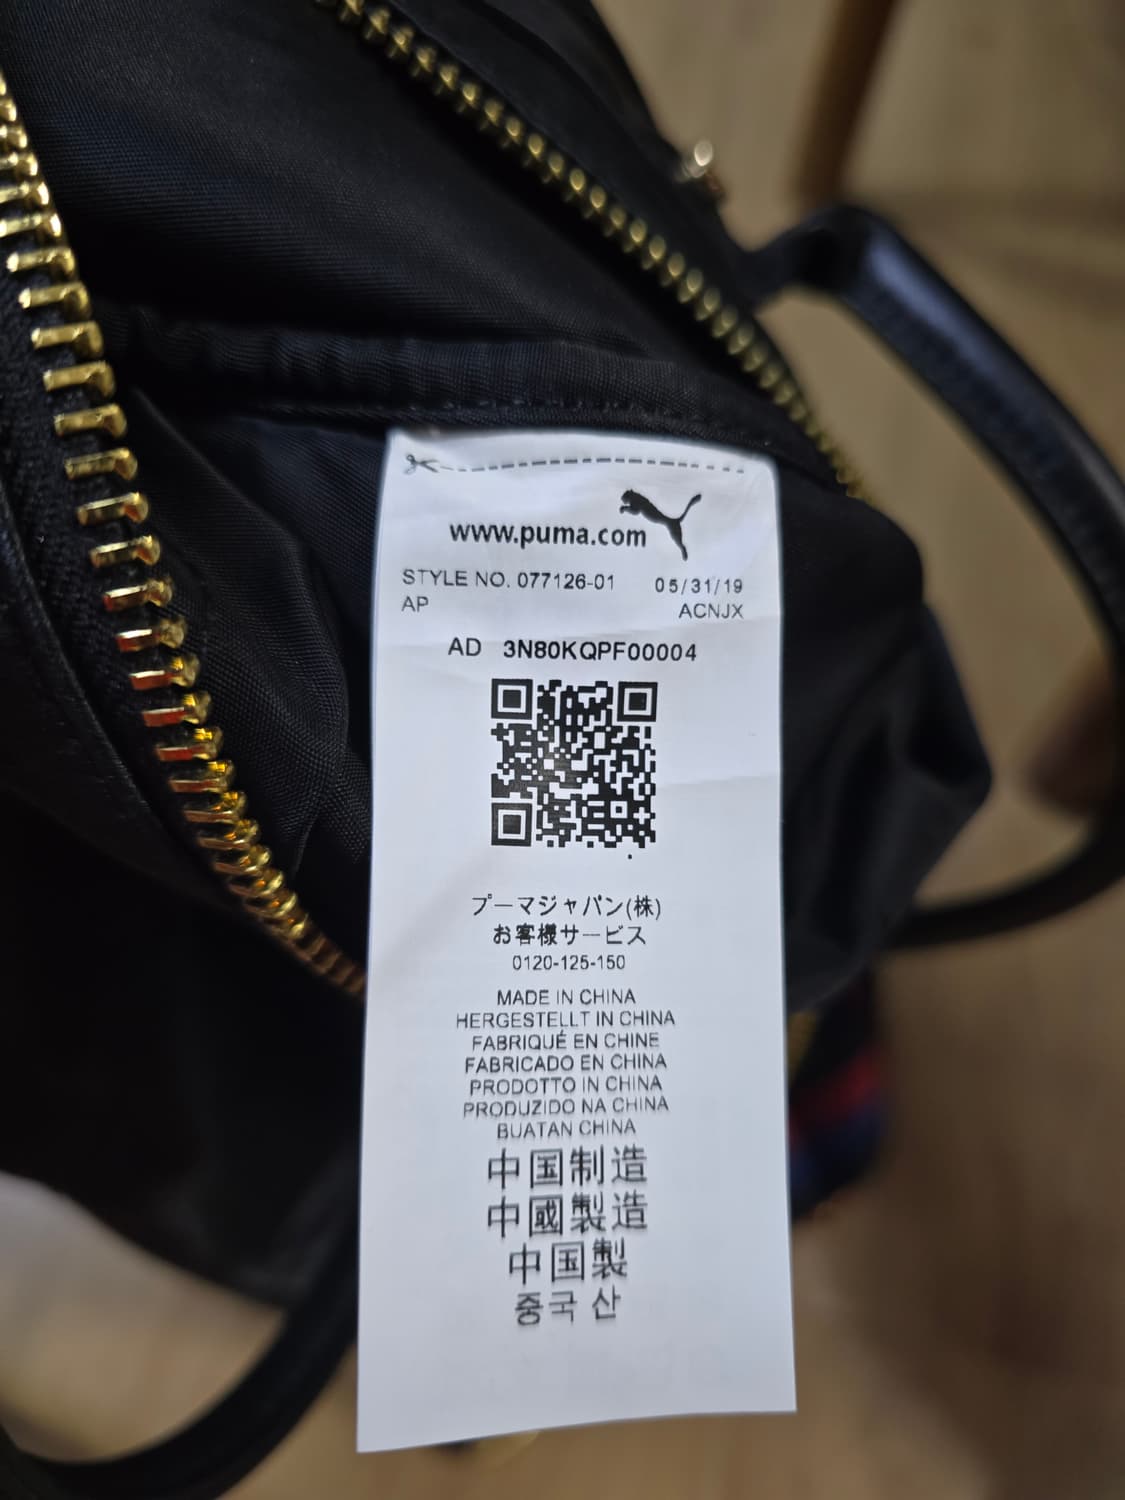 www.puma.com
STYLE NO. 077126-01 05/31/19
AP ACNJX
AD 3N80KQPF00004
プーマジャパン(株)
お客様サービス
0120-125-150
MADE IN CHINA
HERGESTELLT IN CHINA
FABRIQUÉ EN CHINE
FABRICADO EN CHINA
PRODOTTO IN CHINA
PRODUZIDO NA CHINA
BUATAN CHINA
中国制造
中國製造
中国製
중국 산